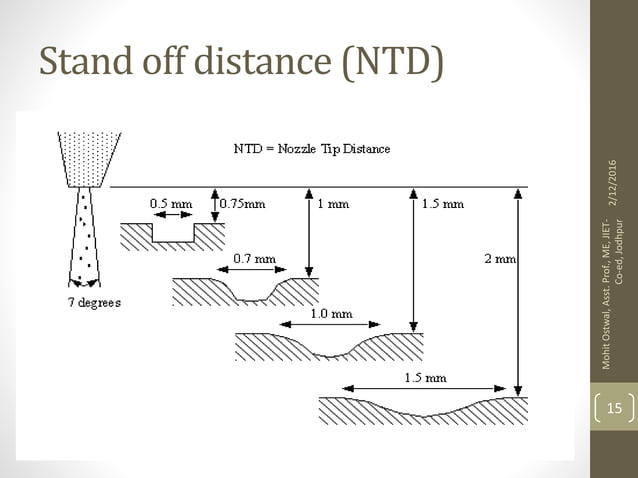 Stand off distance (NTD)
NTD = Nozzle Tip Distance
0.5 mm
0.75mm
1 mm
1.5 mm
0.7 mm
2 mm
7 degrees
1.0 mm
1.5 mm
2/12/2016
Mohit Ostwal, Asst. Prof., ME, JIET-
Co-ed, Jodhpur
15